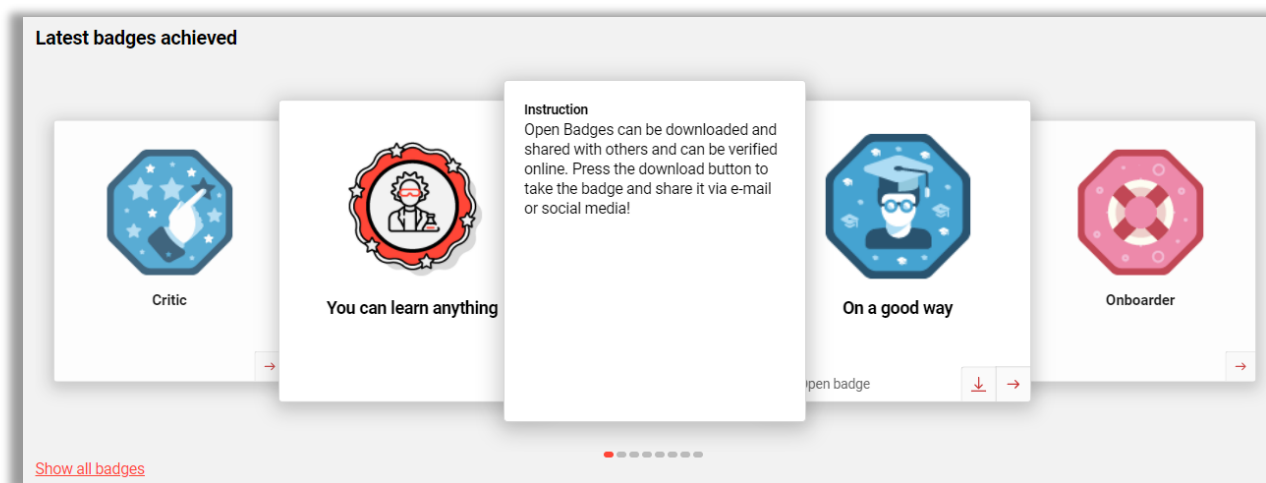 Latest badges achieved
Critic
You can learn anything
Instruction
Open Badges can be downloaded and
shared with others and can be verified
online. Press the download button to
take the badge and share it via e-mail
or social media!
On a good way
pen badge
Onboarder
Show all badges